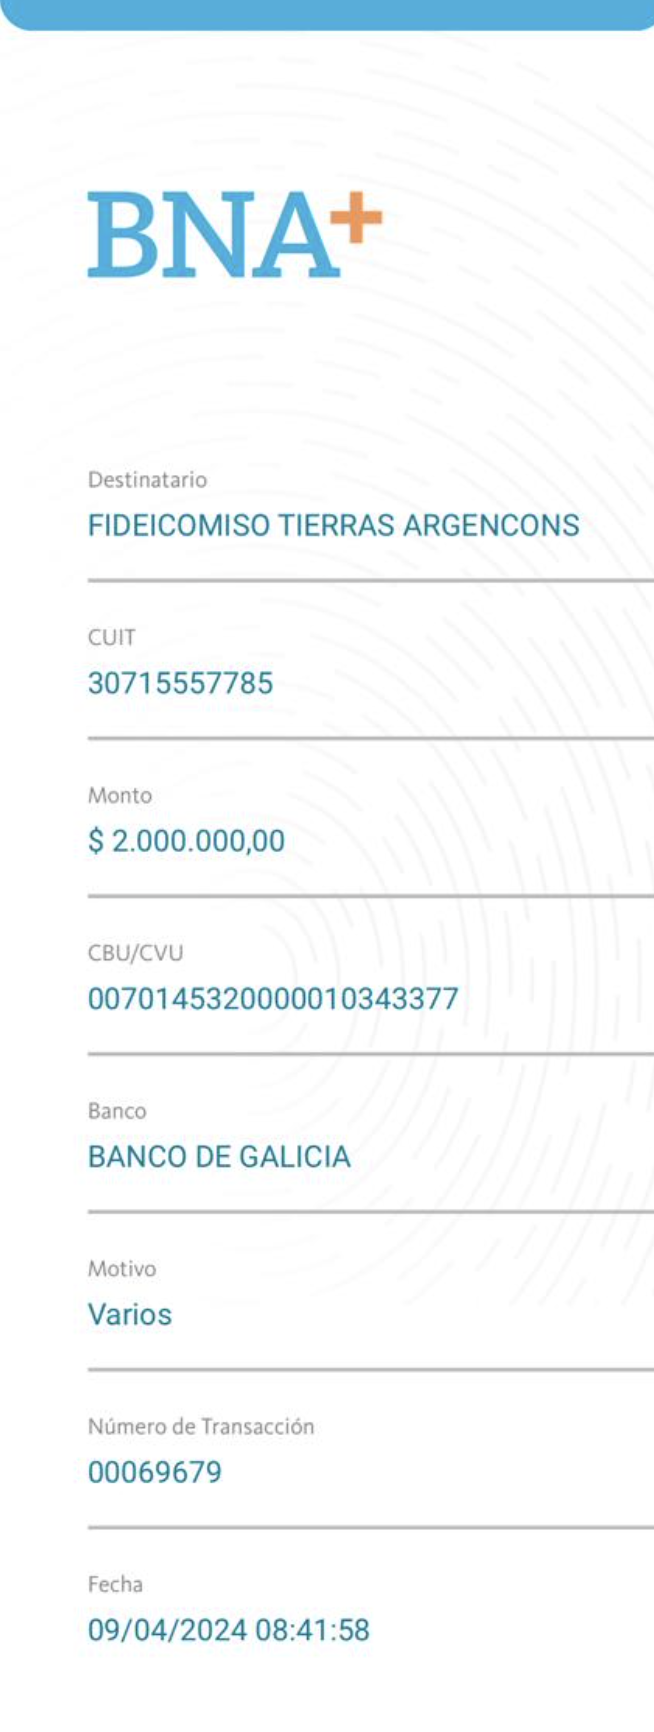 BNA+
Destinatario
FIDEICOMISO TIERRAS ARGENCONS
CUIT
30715557785
Monto
$ 2.000.000,00
CBU/CVU
0070145320000010343377
Banco
BANCO DE GALICIA
Motivo
Varios
Número de Transacción
00069679
Fecha
09/04/2024 08:41:58